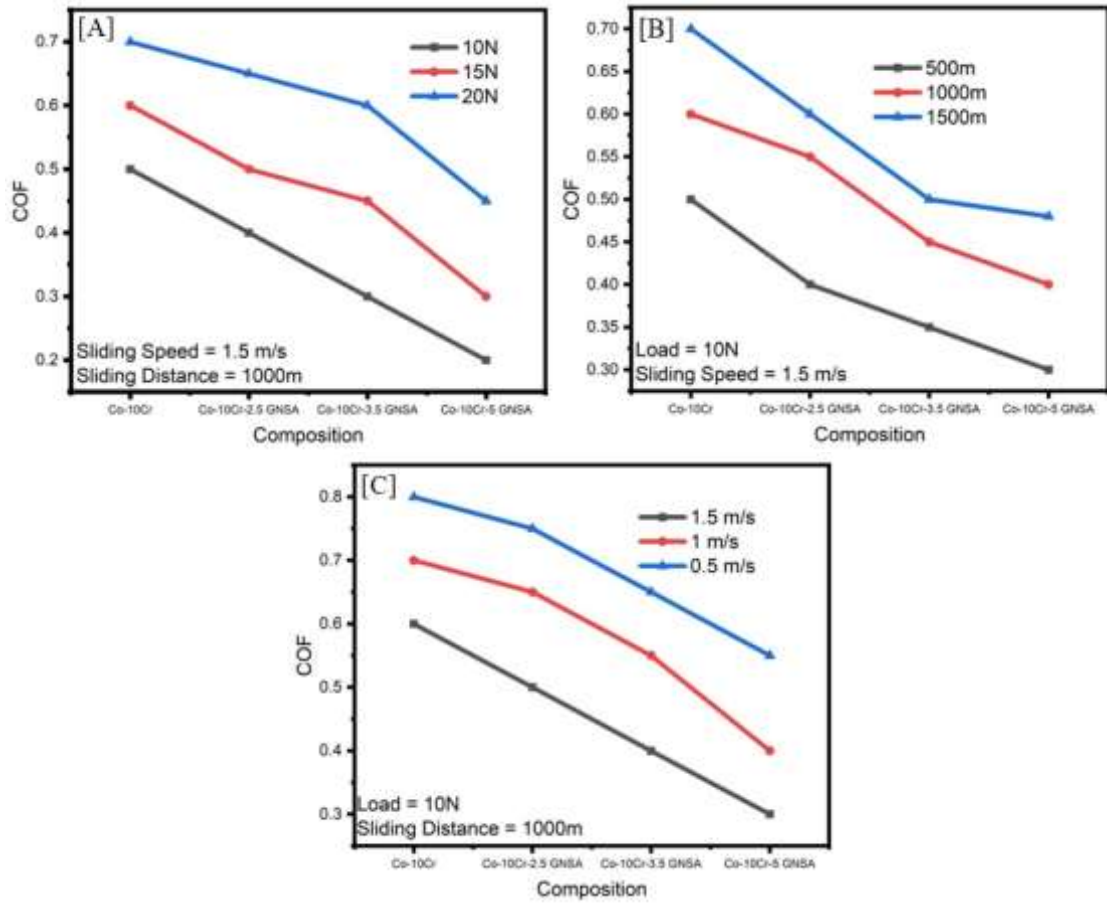 [A]
0.7
0.6
0.5
0.4
0.3
0.2
COF
10N
15N
20N
Sliding Speed = 1.5 m/s
Sliding Distance = 1000m
Co-10Cr
Co-10Cr-2.5 GNSA
Co-10Cr-3.5 GNSA
Co-10Cr-5 GNSA
Composition
[B]
0.70
0.65
0.60
0.55
0.50
0.45
0.40
0.35
0.30
COF
500m
1000m
1500m
Load = 10N
Sliding Speed = 1.5 m/s
Co-10Cr
Co-10Cr-2.5 GNSA
Co-10Cr-3.5 GNSA
Co-10Cr-5 GNSA
Composition
[C]
0.8
0.7
0.6
0.5
0.4
0.3
COF
1.5 m/s
1 m/s
0.5 m/s
Load = 10N
Sliding Distance = 1000m
Co-10Cr
Co-10Cr-2.5 GNSA
Co-10Cr-3.5 GNSA
Co-10Cr-5 GNSA
Composition